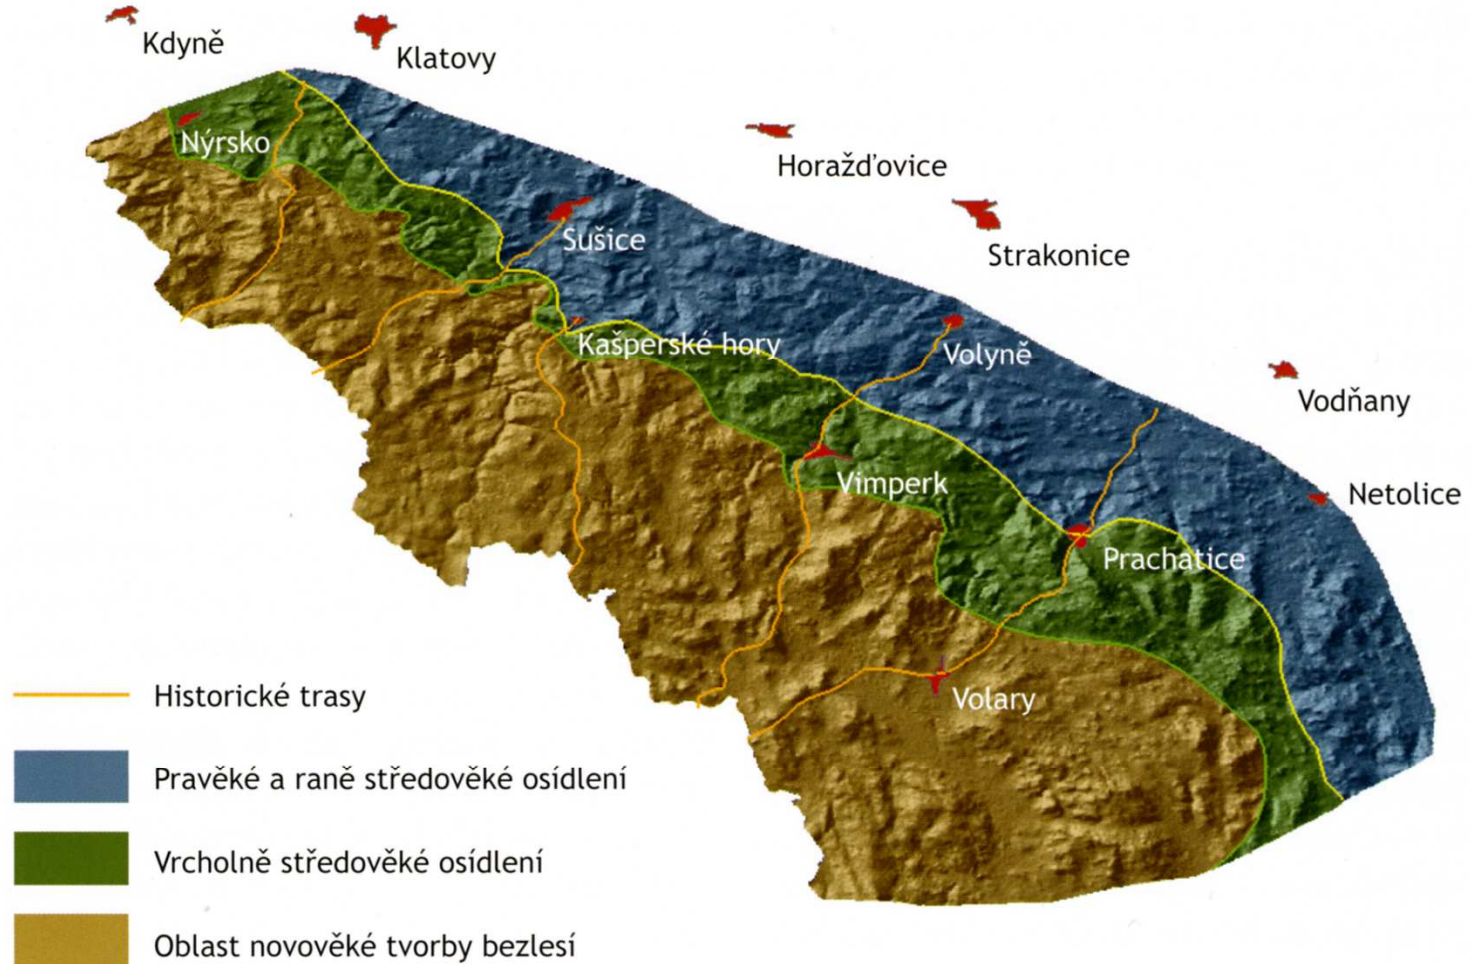 Kdyně
Klatovy
Nýrsko
Horažďovice
Sušice
Strakonice
Kašperské hory
Volyně
Vodňany
Vimperk
Netolice
Prachatice
Volary
Historické trasy
Pravěké a raně středověké osídlení
Vrcholně středověké osídlení
Oblast novověké tvorby bezlesí